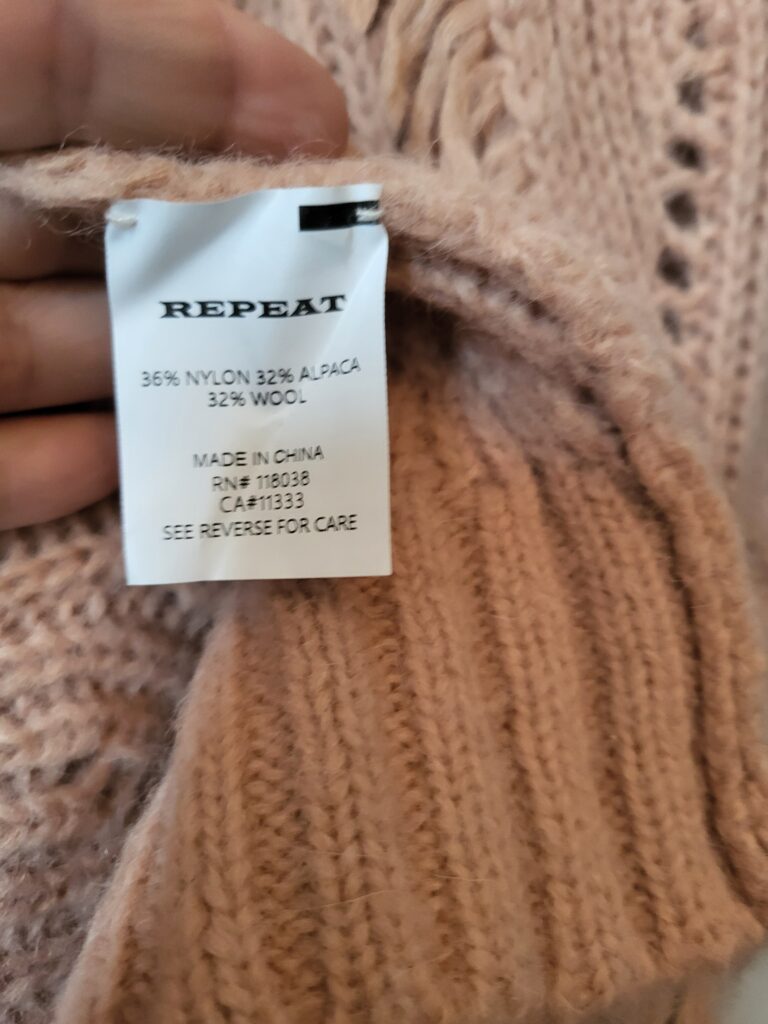 REPEAT
36% NYLON 32% ALPACA
32% WOOL
MADE IN CHINA
RN# 118038
CA#11333
SEE REVERSE FOR CARE